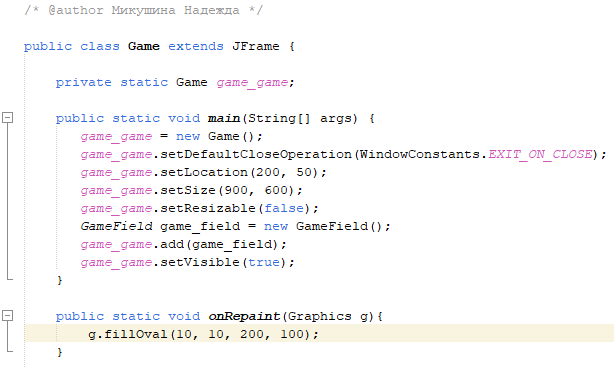 /* @author Микушина Надежда */
public class Game extends JFrame {
private static Game game_game;
public static void main(String[] args) {
game_game = new Game();
game_game.setDefaultCloseOperation(WindowConstants.EXIT_ON_CLOSE);
game_game.setLocation(200, 50);
game_game.setSize(900, 600);
game_game.setResizable(false);
GameField game_field = new GameField();
game_game.add(game_field);
game_game.setVisible(true);
}
public static void onRepaint(Graphics g){
g.fillOval(10, 10, 200, 100);
}